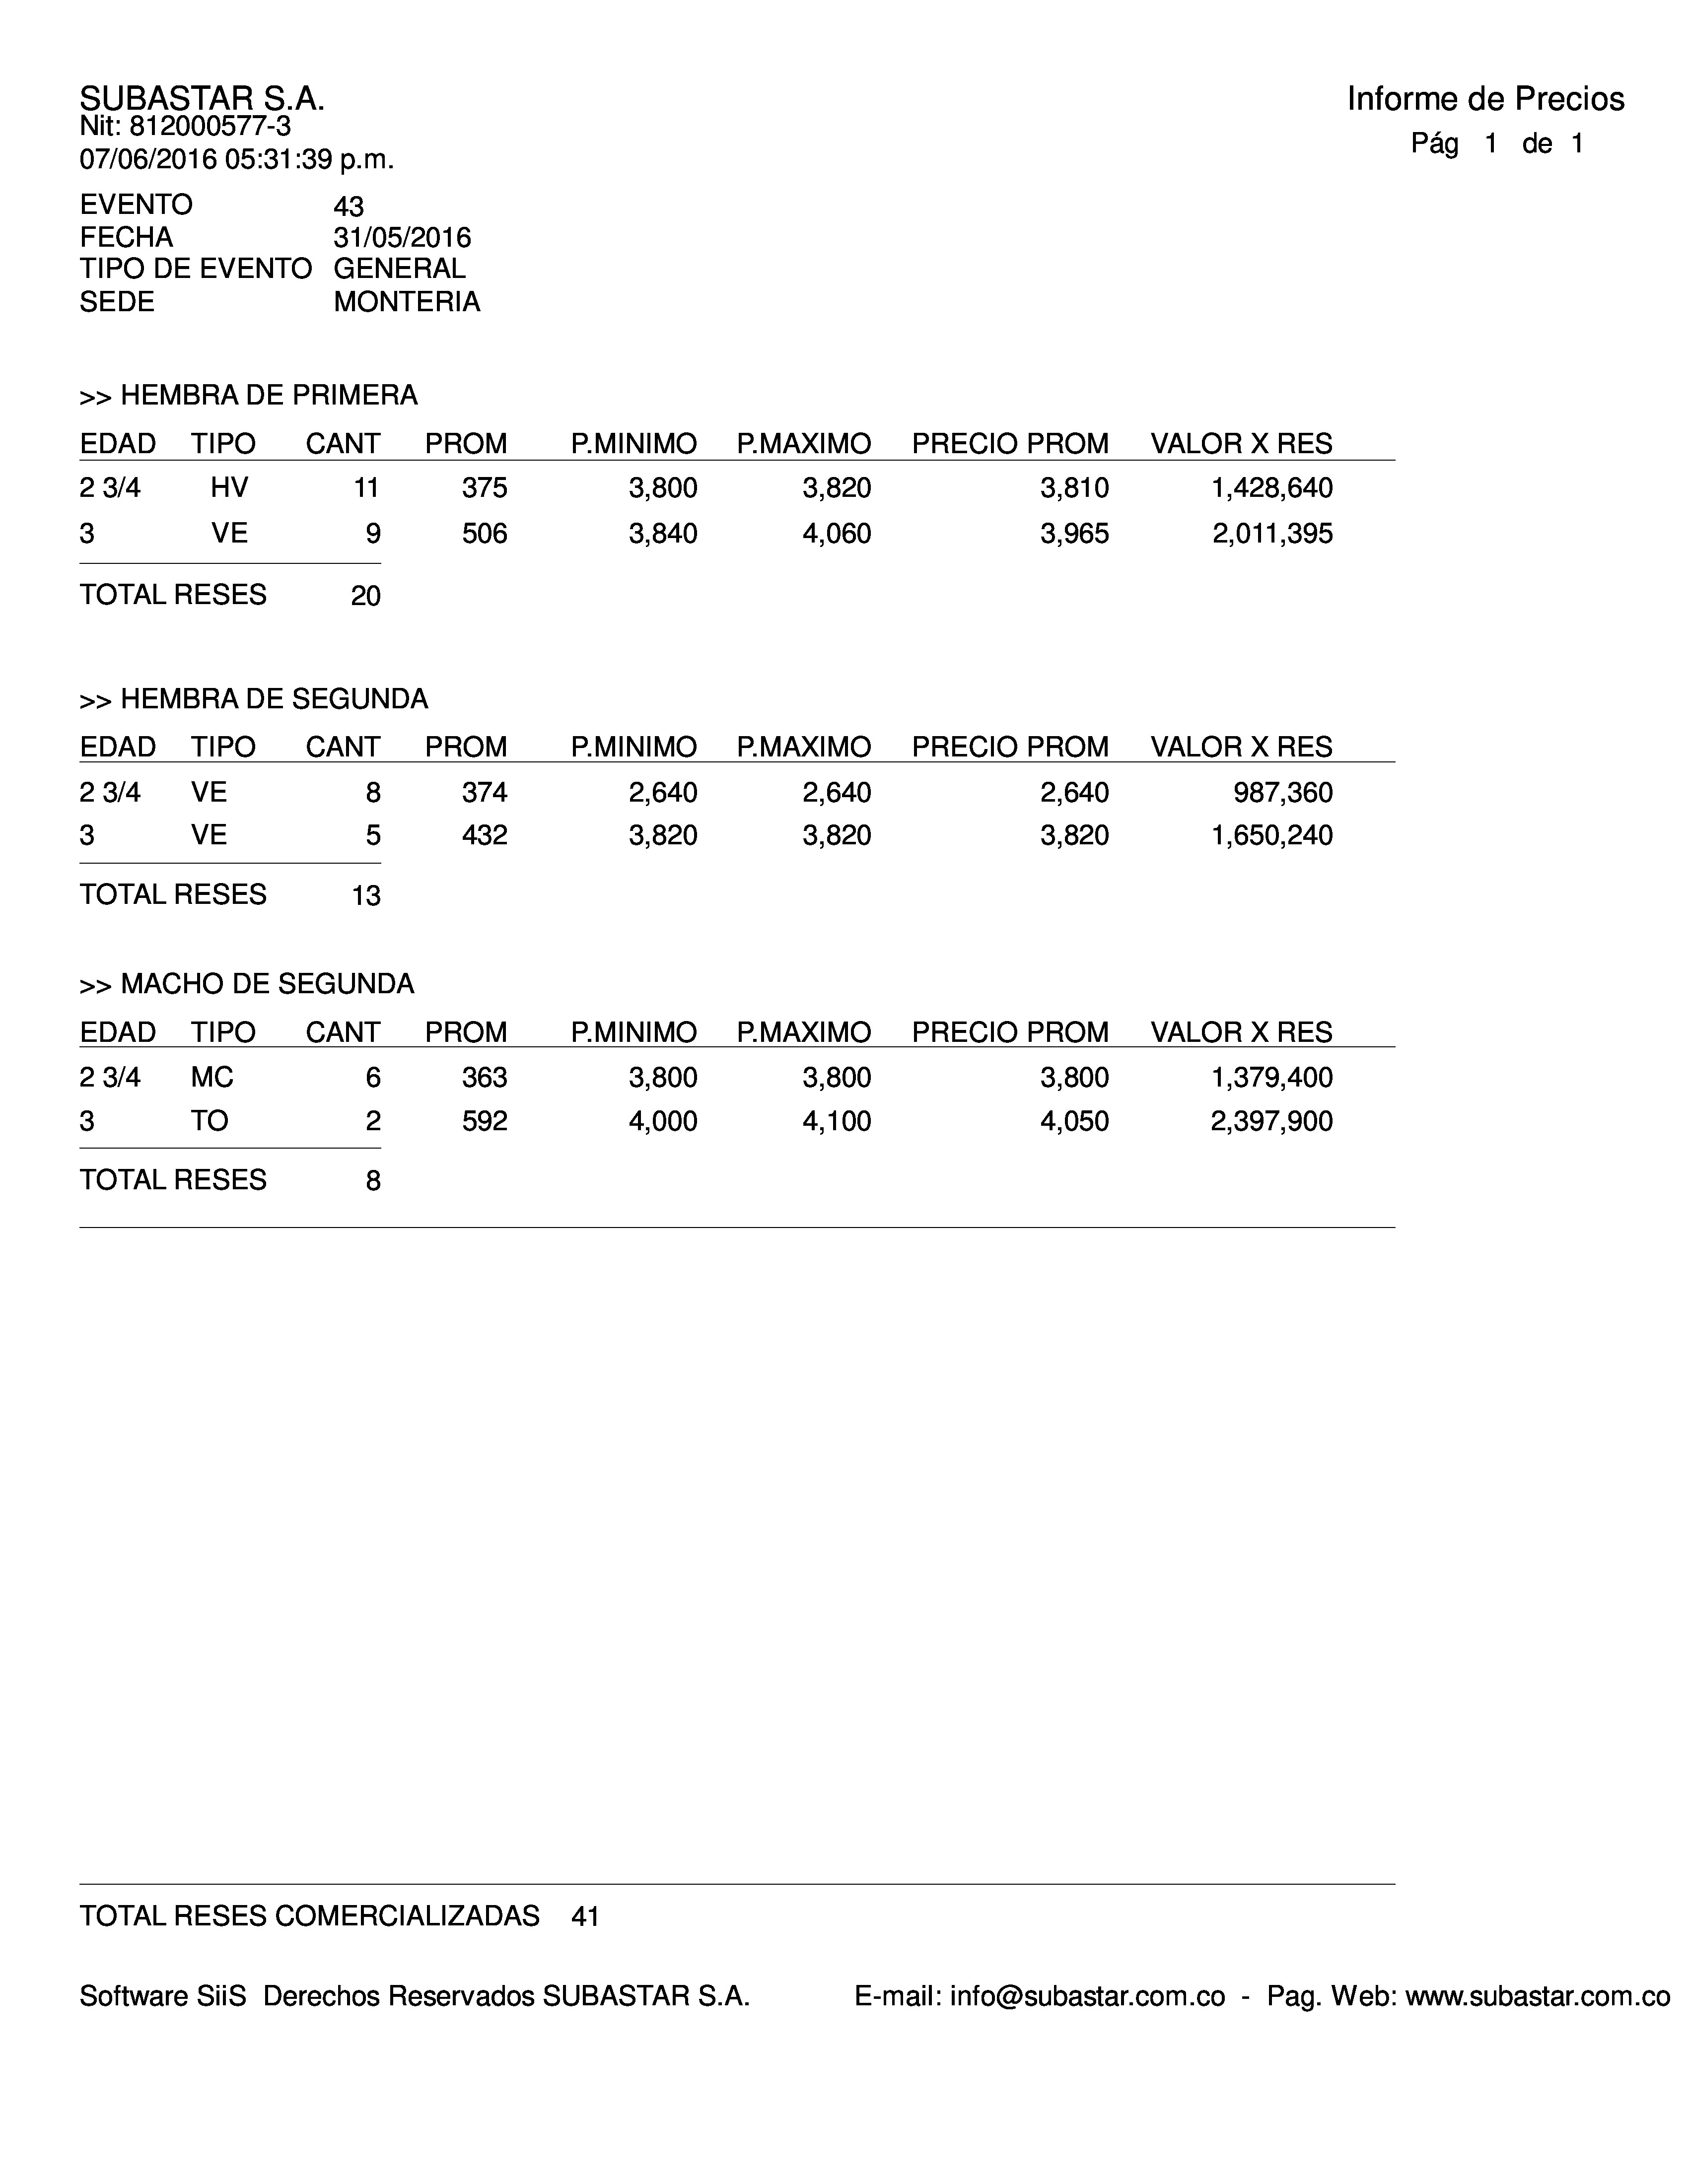 SUBASTAR S.A.
Nit: 812000577-3
07/06/2016 05:31:39 p.m.
Informe de Precios
Pág 1 de 1
EVENTO 43
FECHA 31/05/2016
TIPO DE EVENTO GENERAL
SEDE MONTERIA
>> HEMBRA DE PRIMERA
EDAD TIPO CANT PROM P.MINIMO P.MAXIMO PRECIO PROM VALOR X RES
2 3/4 HV 11 375 3,800 3,820 3,810 1,428,640
3 VE 9 506 3,840 4,060 3,965 2,011,395
TOTAL RESES 20
>> HEMBRA DE SEGUNDA
EDAD TIPO CANT PROM P.MINIMO P.MAXIMO PRECIO PROM VALOR X RES
2 3/4 VE 8 374 2,640 2,640 2,640 987,360
3 VE 5 432 3,820 3,820 3,820 1,650,240
TOTAL RESES 13
>> MACHO DE SEGUNDA
EDAD TIPO CANT PROM P.MINIMO P.MAXIMO PRECIO PROM VALOR X RES
2 3/4 MC 6 363 3,800 3,800 3,800 1,379,400
3 TO 2 592 4,000 4,100 4,050 2,397,900
TOTAL RESES 8
TOTAL RESES COMERCIALIZADAS 41
Software SiiS Derechos Reservados SUBASTAR S.A. E-mail: info@subastar.com.co - Pag. Web: www.subastar.com.co